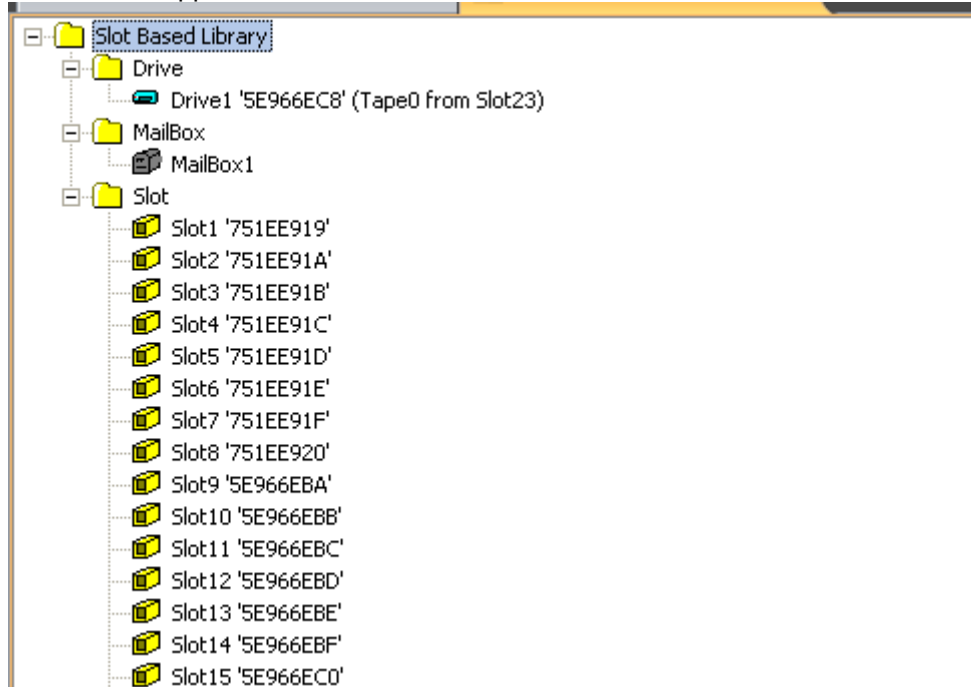 Slot Based Library
Drive
Drive1 '5E966EC8' (Tape0 from Slot23)
MailBox
MailBox1
Slot
Slot1 '751EE919'
Slot2 '751EE91A'
Slot3 '751EE91B'
Slot4 '751EE91C'
Slot5 '751EE91D'
Slot6 '751EE91E'
Slot7 '751EE91F'
Slot8 '751EE920'
Slot9 '5E966EBA'
Slot10 '5E966EBB'
Slot11 '5E966EBC'
Slot12 '5E966EBD'
Slot13 '5E966EBE'
Slot14 '5E966EBF'
Slot15 '5E966EC0'